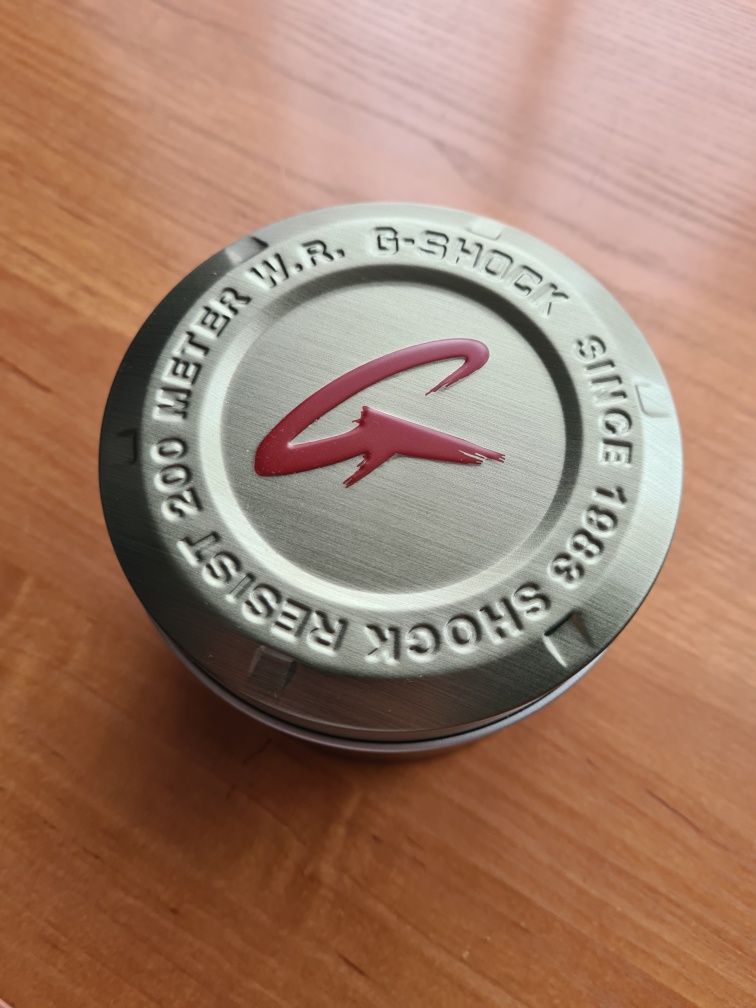 G-SHOCK SINCE 1983 SHOCK RESIST 200 METER W.R.
G